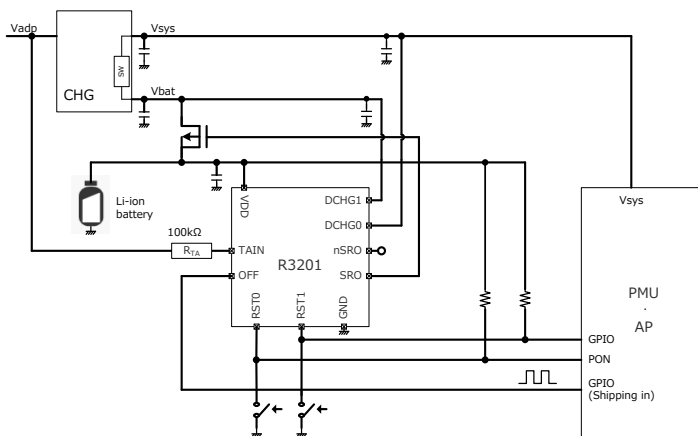 Vadp
Vsys
SW
CHG
Vbat
Li-ion
battery
VDD
DCHG1
DCHG0
Vsys
100kΩ
RTA
TAIN
nSRO
R3201
OFF
SRO
PMU
·
AP
RST0
RST1
GND
GPIO
PON
GPIO
(Shipping in)